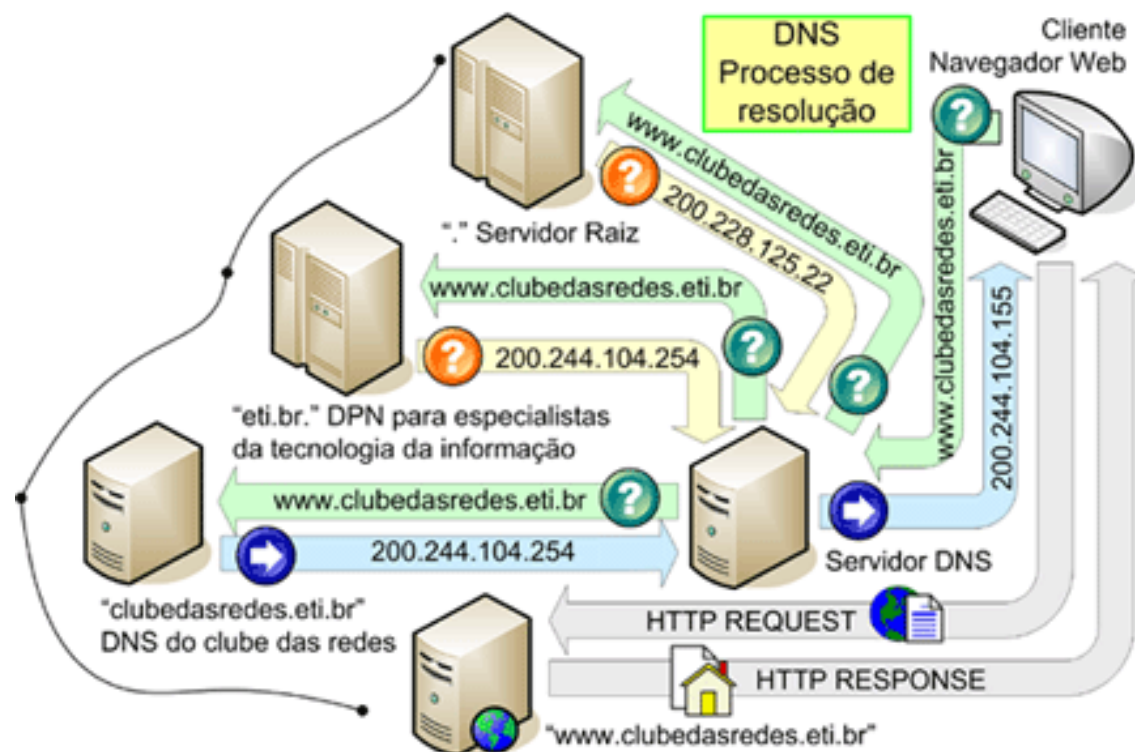 DNS
Processo de
resolução
Cliente
Navegador Web
www.clubedasredes.eti.br
200.228.125.22
www.clubedasredes.eti.br
200.244.104.155
"." Servidor Raiz
www.clubedasredes.eti.br
200.244.104.254
"eti.br." DPN para especialistas
da tecnologia da informação
www.clubedasredes.eti.br
200.244.104.254
Servidor DNS
"clubedasredes.eti.br"
DNS do clube das redes
HTTP REQUEST
HTTP RESPONSE
"www.clubedasredes.eti.br"